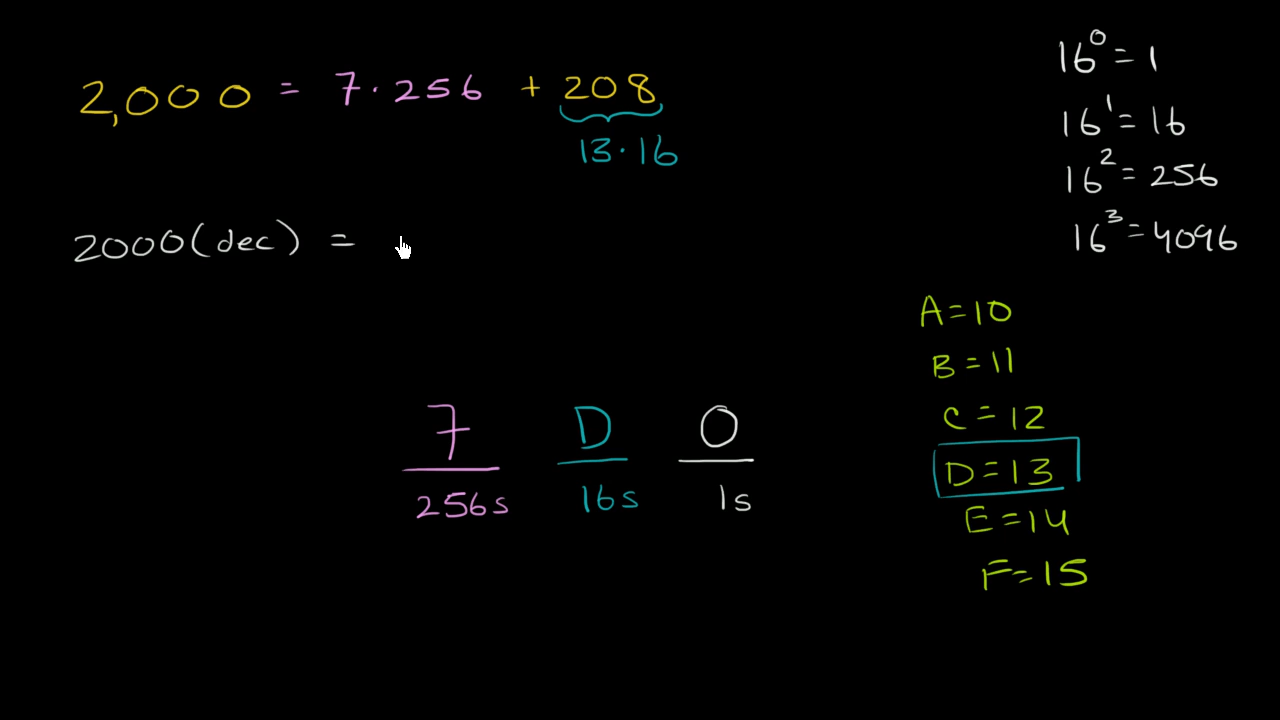 2,000 = 7·256 + 208
13·16
2000(dec) =
16⁰=1
16¹=16
16²=256
16³=4096
A=10
B=11
C=12
D=13
E=14
F=15
7 D 0
256s 16s 1s